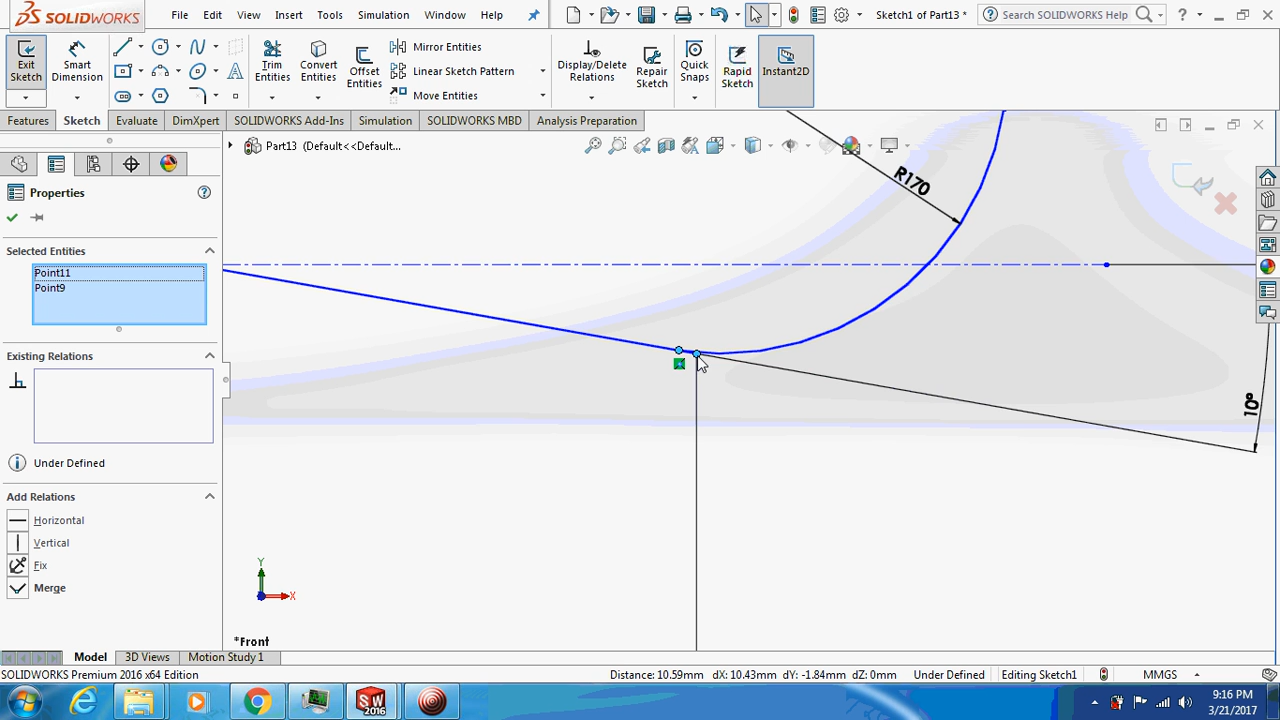 SOLIDWORKS File Edit View Insert Tools Simulation Window Help Sketch1 of Part13 * Search SOLIDWORKS Help ?
Exit Sketch
Smart Dimension
Trim Entities
Convert Entities
Offset Entities
Mirror Entities
Linear Sketch Pattern
Move Entities
Display/Delete Relations
Repair Sketch
Quick Snaps
Rapid Sketch
Instant2D
Features Sketch Evaluate DimXpert SOLIDWORKS Add-Ins Simulation SOLIDWORKS MBD Analysis Preparation
Part13 (Default<<Default...
Properties ?
Selected Entities
Point11
Point9
Existing Relations
Under Defined
Add Relations
Horizontal
Vertical
Fix
Merge
R170
10°
Y
X
*Front
Model 3D Views Motion Study 1
SOLIDWORKS Premium 2016 x64 Edition Distance: 10.59mm dX: 10.43mm dY: -1.84mm dZ: 0mm Under Defined Editing Sketch1 MMGS
SW
2016
9:16 PM
3/21/2017